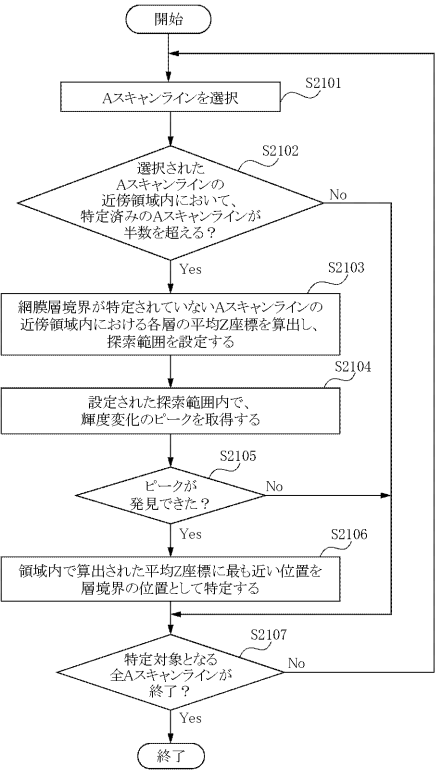 開始
S2101
Aスキャンラインを選択
S2102
選択された
Aスキャンラインの
近傍領域内において、
特定済みのAスキャンラインが
半数を超える？
No
Yes
S2103
網膜層境界が特定されていないAスキャンラインの
近傍領域内における各層の平均Z座標を算出し、
探索範囲を設定する
S2104
設定された探索範囲内で、
輝度変化のピークを取得する
S2105
ピークが
発見できた？
No
Yes
S2106
領域内で算出された平均Z座標に最も近い位置を
層境界の位置として特定する
S2107
特定対象となる
全Aスキャンラインが
終了？
No
Yes
終了